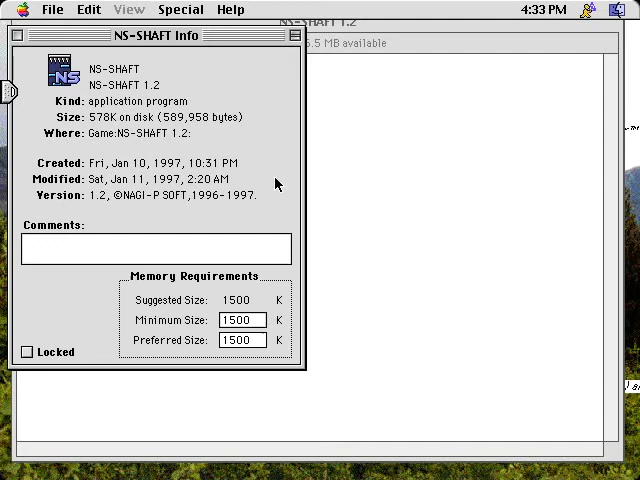 File Edit View Special Help 4:33 PM
NS-SHAFT 1.2
NS-SHAFT Info
6.5 MB available
NS
NS-SHAFT
NS-SHAFT 1.2
Kind: application program
Size: 578K on disk (589,958 bytes)
Where: Game:NS-SHAFT 1.2:
Created: Fri, Jan 10, 1997, 10:31 PM
Modified: Sat, Jan 11, 1997, 2:20 AM
Version: 1.2, ©NAGI-P SOFT,1996-1997.
Comments:
Memory Requirements
Suggested Size: 1500 K
Minimum Size: 1500 K
Preferred Size: 1500 K
Locked